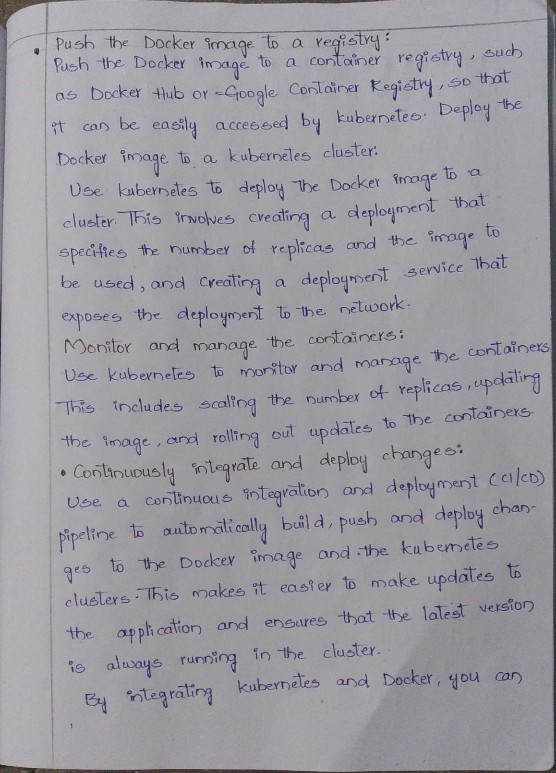 • Push the Docker image to a registry:
Push the Docker image to a container registry, such
as Docker Hub or Google Container Registry, so that
it can be easily accessed by kubernetes. Deploy the
Docker image to a kubernetes cluster:
Use kubernetes to deploy The Docker image to a
cluster. This involves creating a deployment that
specifies the number of replicas and the image to
be used, and creating a deployment service That
exposes the deployment to the network.
Monitor and manage the containers:
Use kubernetes to monitor and manage The containers
This includes scaling the number of replicas, updating
the image, and rolling out updates to The containers.
• Continuously integrate and deploy changes:
Use a continuous integration and deployment (CI/CD)
pipeline to automatically build, push and deploy chan-
ges to the Docker image and the kubernetes
clusters. This makes it easier to make updates to
the application and ensures that the latest version
is always running in the cluster.
By integrating kubernetes and Docker, you can